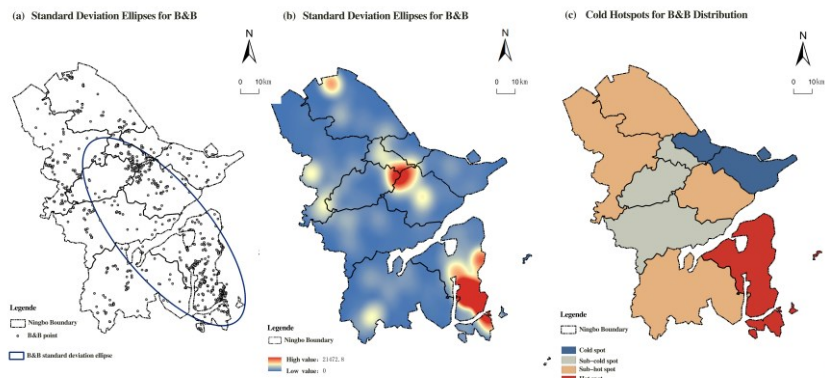 (a) Standard Deviation Ellipses for B&B
N
0 10km
Legende
Ningbo Boundary
B&B point
B&B standard deviation ellipse
(b) Standard Deviation Ellipses for B&B
N
0 10km
Legende
Ningbo Boundary
High value: 21472.8
Low value: 0
(c) Cold Hotspots for B&B Distribution
N
0 10km
Legende
Ningbo Boundary
Cold spot
Sub-cold spot
Sub-hot spot